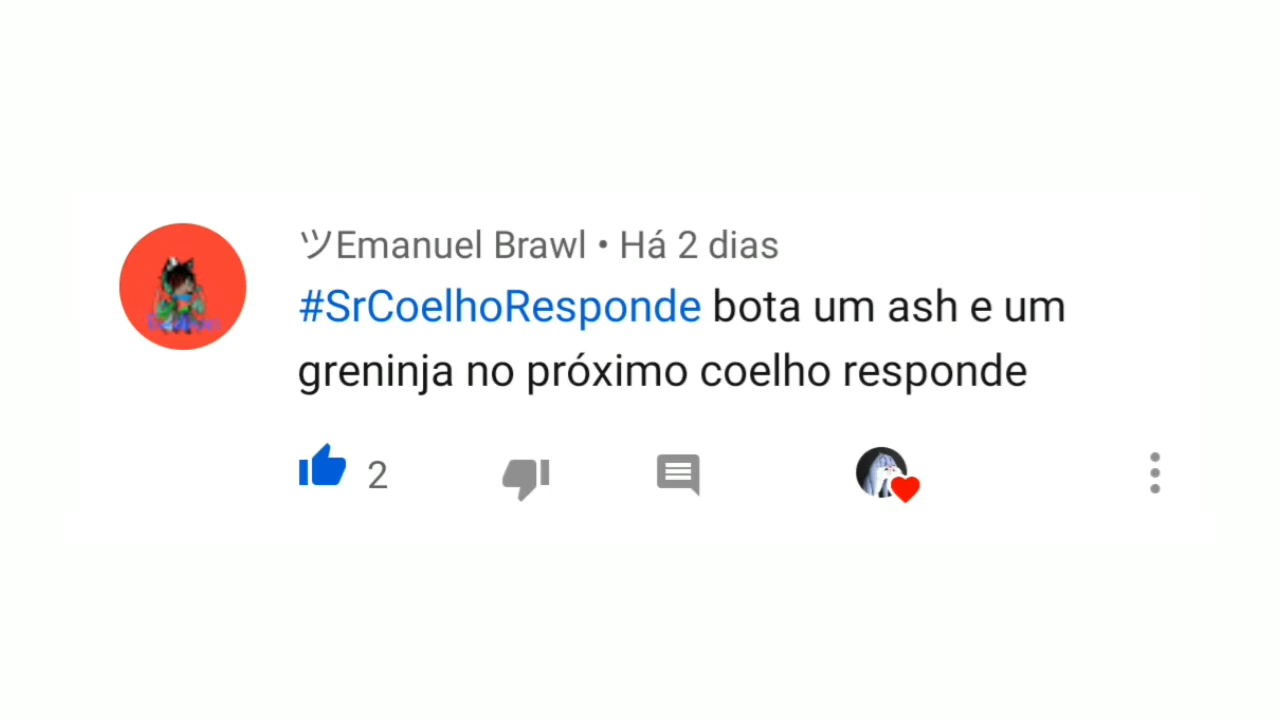 ツEmanuel Brawl • Há 2 dias
#SrCoelhoResponde bota um ash e um
greninja no próximo coelho responde
2